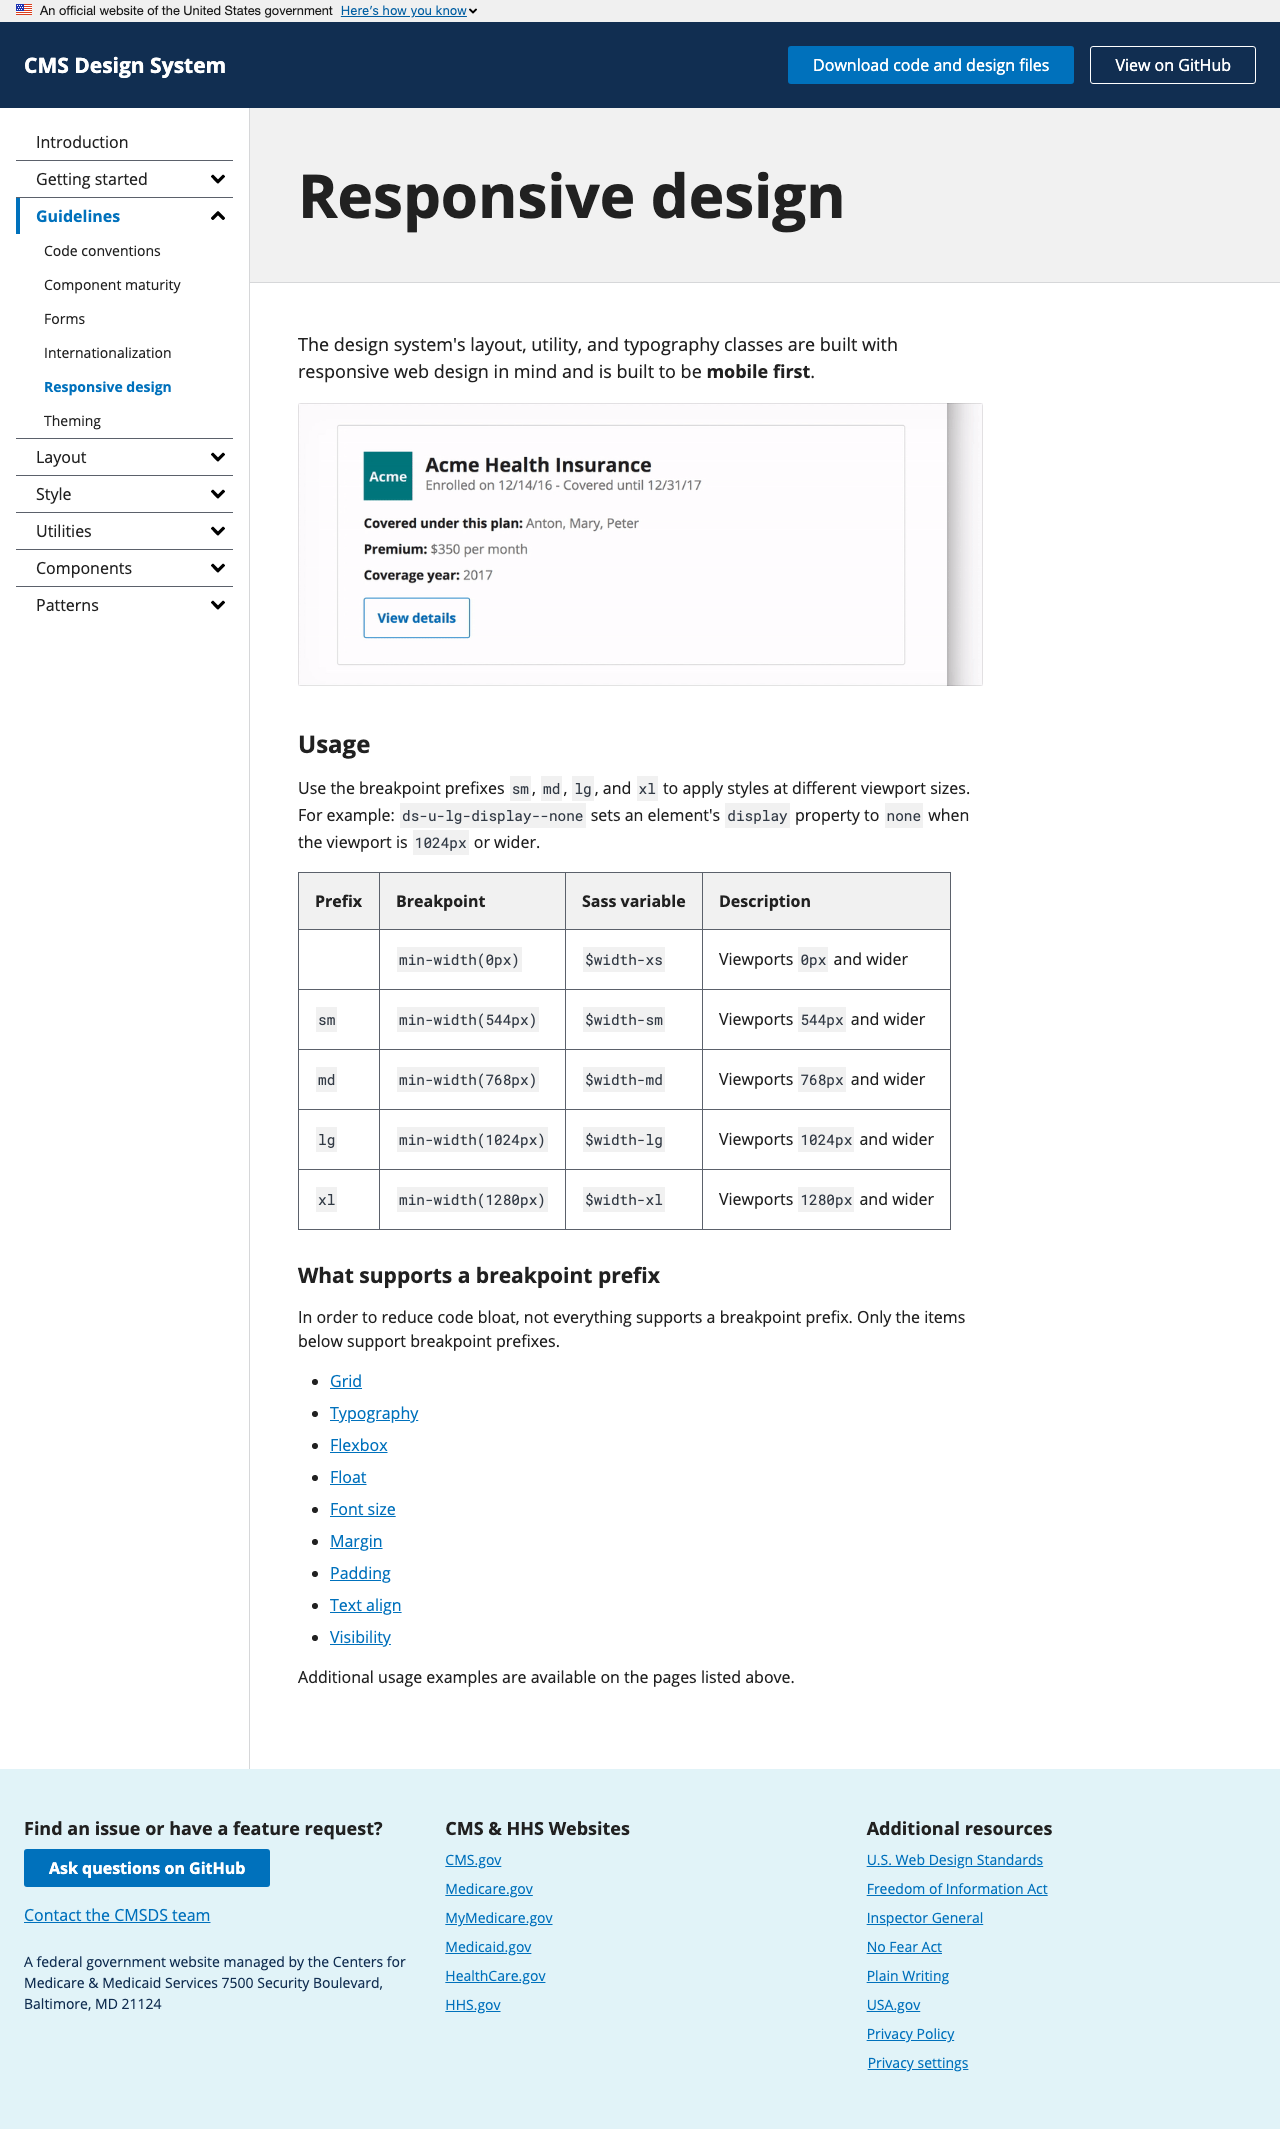 An official website of the United States government Here's how you know
CMS Design System
Download code and design files
View on GitHub
Introduction
Getting started
Guidelines
Code conventions
Component maturity
Forms
Internationalization
Responsive design
Theming
Layout
Style
Utilities
Components
Patterns
Responsive design
The design system's layout, utility, and typography classes are built with
responsive web design in mind and is built to be mobile first.
Acme
Acme Health Insurance
Enrolled on 12/14/16 - Covered until 12/31/17
Covered under this plan: Anton, Mary, Peter
Premium: $350 per month
Coverage year: 2017
View details
Usage
Use the breakpoint prefixes sm, md, lg, and xl to apply styles at different viewport sizes.
For example: ds-u-lg-display--none sets an element's display property to none when
the viewport is 1024px or wider.
Prefix Breakpoint Sass variable Description
min-width(0px) $width-xs Viewports 0px and wider
sm min-width(544px) $width-sm Viewports 544px and wider
md min-width(768px) $width-md Viewports 768px and wider
lg min-width(1024px) $width-lg Viewports 1024px and wider
xl min-width(1280px) $width-xl Viewports 1280px and wider
What supports a breakpoint prefix
In order to reduce code bloat, not everything supports a breakpoint prefix. Only the items
below support breakpoint prefixes.
Grid
Typography
Flexbox
Float
Font size
Margin
Padding
Text align
Visibility
Additional usage examples are available on the pages listed above.
Find an issue or have a feature request?
Ask questions on GitHub
Contact the CMSDS team
A federal government website managed by the Centers for
Medicare & Medicaid Services 7500 Security Boulevard,
Baltimore, MD 21124
CMS & HHS Websites
CMS.gov
Medicare.gov
MyMedicare.gov
Medicaid.gov
HealthCare.gov
HHS.gov
Additional resources
U.S. Web Design Standards
Freedom of Information Act
Inspector General
No Fear Act
Plain Writing
USA.gov
Privacy Policy
Privacy settings